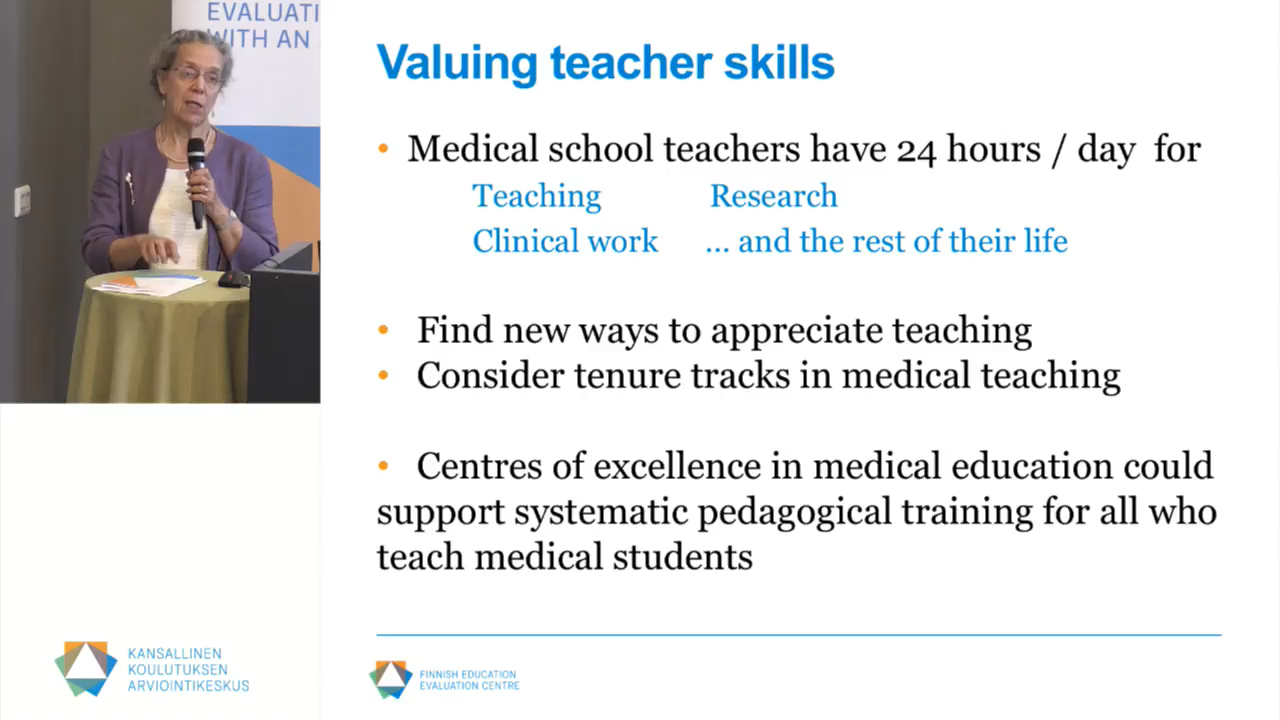 EVALUATI
WITH AN
Valuing teacher skills
• Medical school teachers have 24 hours / day for
Teaching Research
Clinical work ... and the rest of their life
• Find new ways to appreciate teaching
• Consider tenure tracks in medical teaching
• Centres of excellence in medical education could
support systematic pedagogical training for all who
teach medical students
KANSALLINEN
KOULUTUKSEN
ARVIOINTIKESKUS
FINNISH EDUCATION
EVALUATION CENTRE